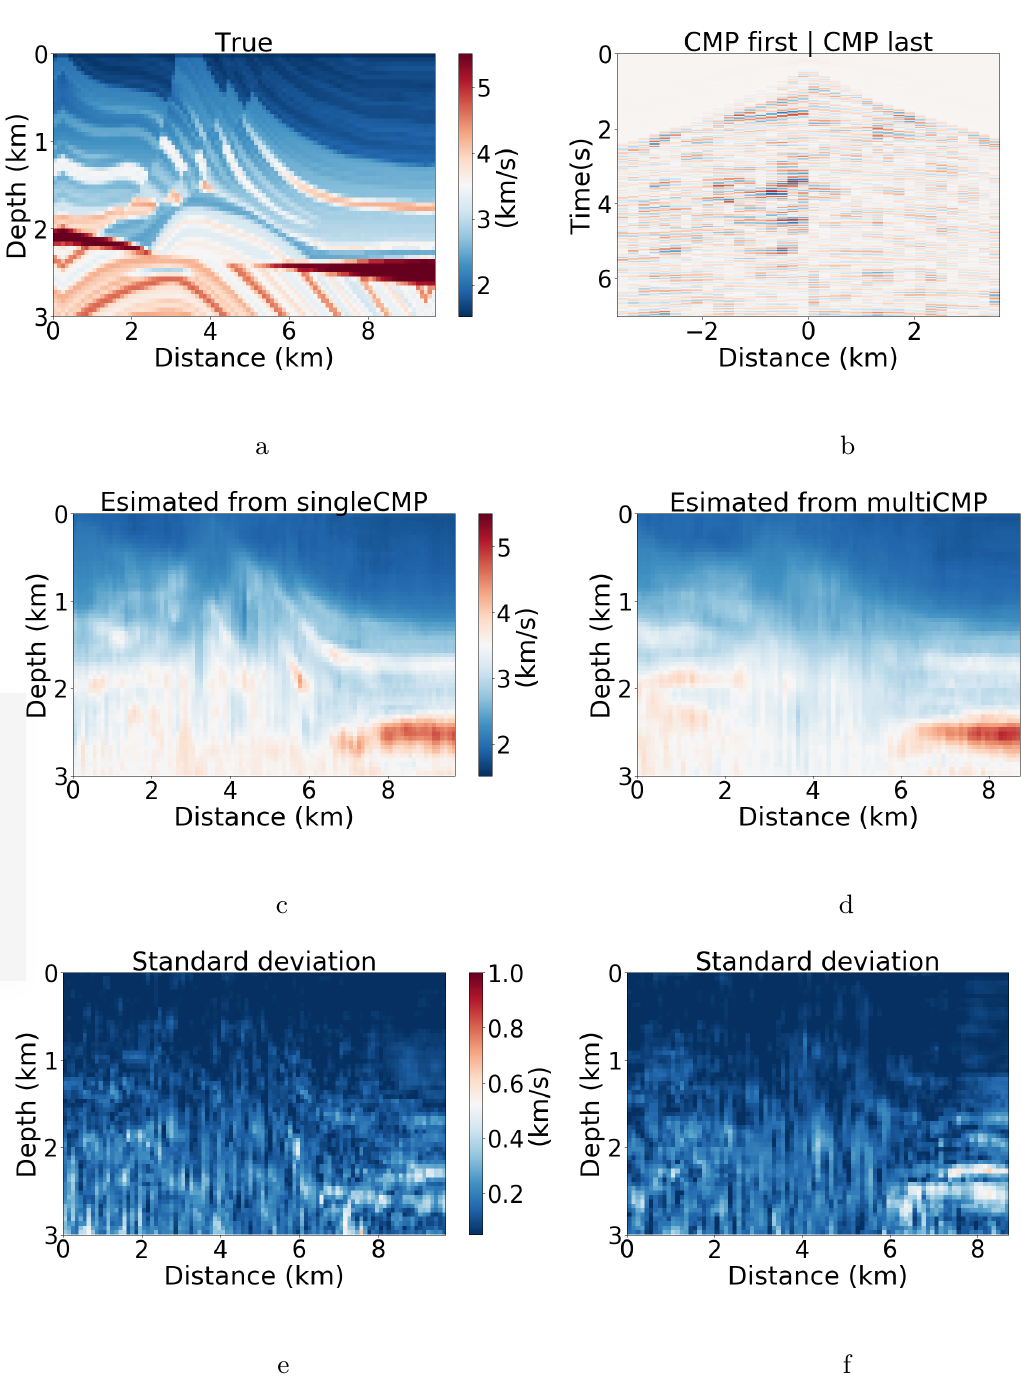 True
CMP first | CMP last
0
1
2
3
Depth (km)
0
2
4
6
8
Distance (km)
5
4
3
2
(km/s)
0
2
4
6
Time(s)
−2
0
2
Distance (km)
a
b
Esimated from singleCMP
Esimated from multiCMP
0
1
2
3
Depth (km)
0
2
4
6
8
Distance (km)
5
4
3
2
(km/s)
0
1
2
3
Depth (km)
0
2
4
6
8
Distance (km)
c
d
Standard deviation
Standard deviation
0
1
2
3
Depth (km)
0
2
4
6
8
Distance (km)
1.0
0.8
0.6
0.4
0.2
(km/s)
0
1
2
3
Depth (km)
0
2
4
6
8
Distance (km)
e
f